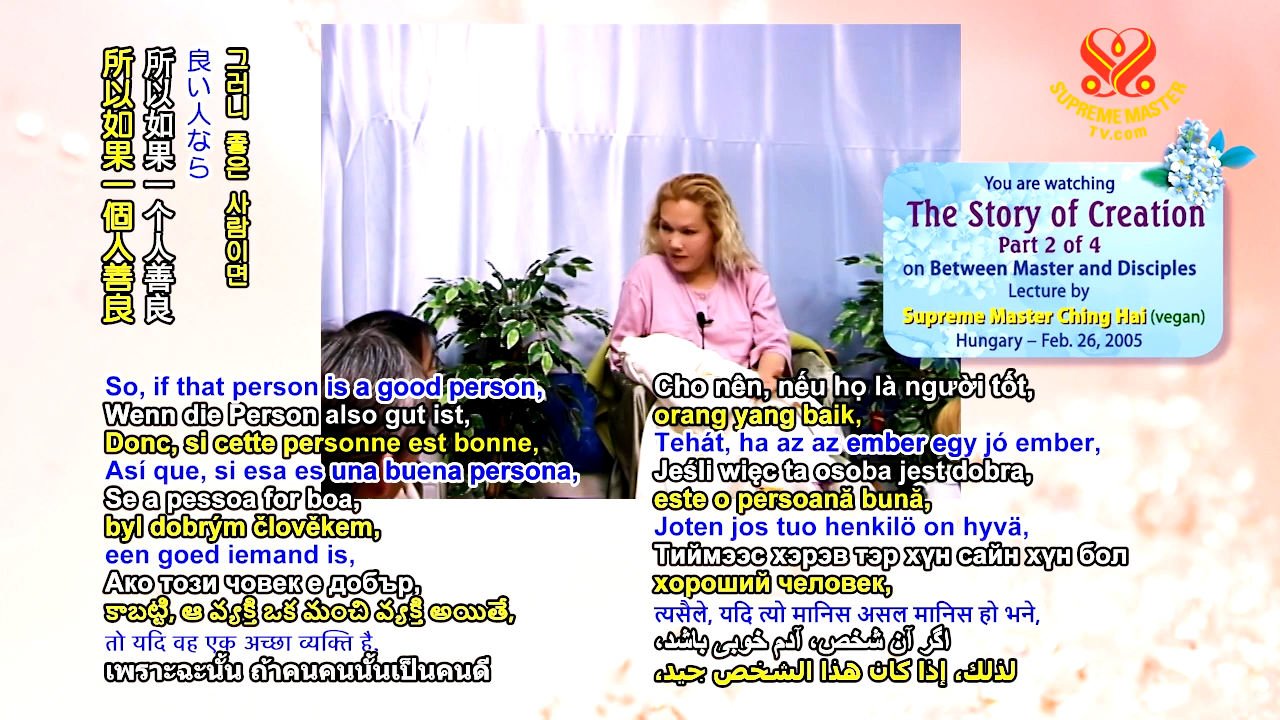 그러니 좋은 사람이면
良い人なら
所以如果一个人善良
所以如果一個人善良
SUPREME MASTER
TV.com
You are watching
The Story of Creation
Part 2 of 4
on Between Master and Disciples
Lecture by
Supreme Master Ching Hai (vegan)
Hungary – Feb. 26, 2005
So, if that person is a good person,
Wenn die Person also gut ist,
Donc, si cette personne est bonne,
Así que, si esa es una buena persona,
Se a pessoa for boa,
byl dobrým člověkem,
een goed iemand is,
Ако този човек е добър,
కాబట్టి, ఆ వ్యక్తి ఒక మంచి వ్యక్తి అయితే,
तो यदि वह एक अच्छा व्यक्ति है,
เพราะฉะนั้น ถ้าคนคนนั้นเป็นคนดี
Cho nên, nếu họ là người tốt,
orang yang baik,
Tehát, ha az az ember egy jó ember,
Jeśli więc ta osoba jest dobra,
este o persoană bună,
Joten jos tuo henkilö on hyvä,
Тиймээс хэрэв тэр хүн сайн хүн бол
хороший человек,
त्यसैले, यदि त्यो मानिस असल मानिस हो भने,
اگر آن شخص، آدم خوبی باشد،
لذلك، إذا كان هذا الشخص جيد،